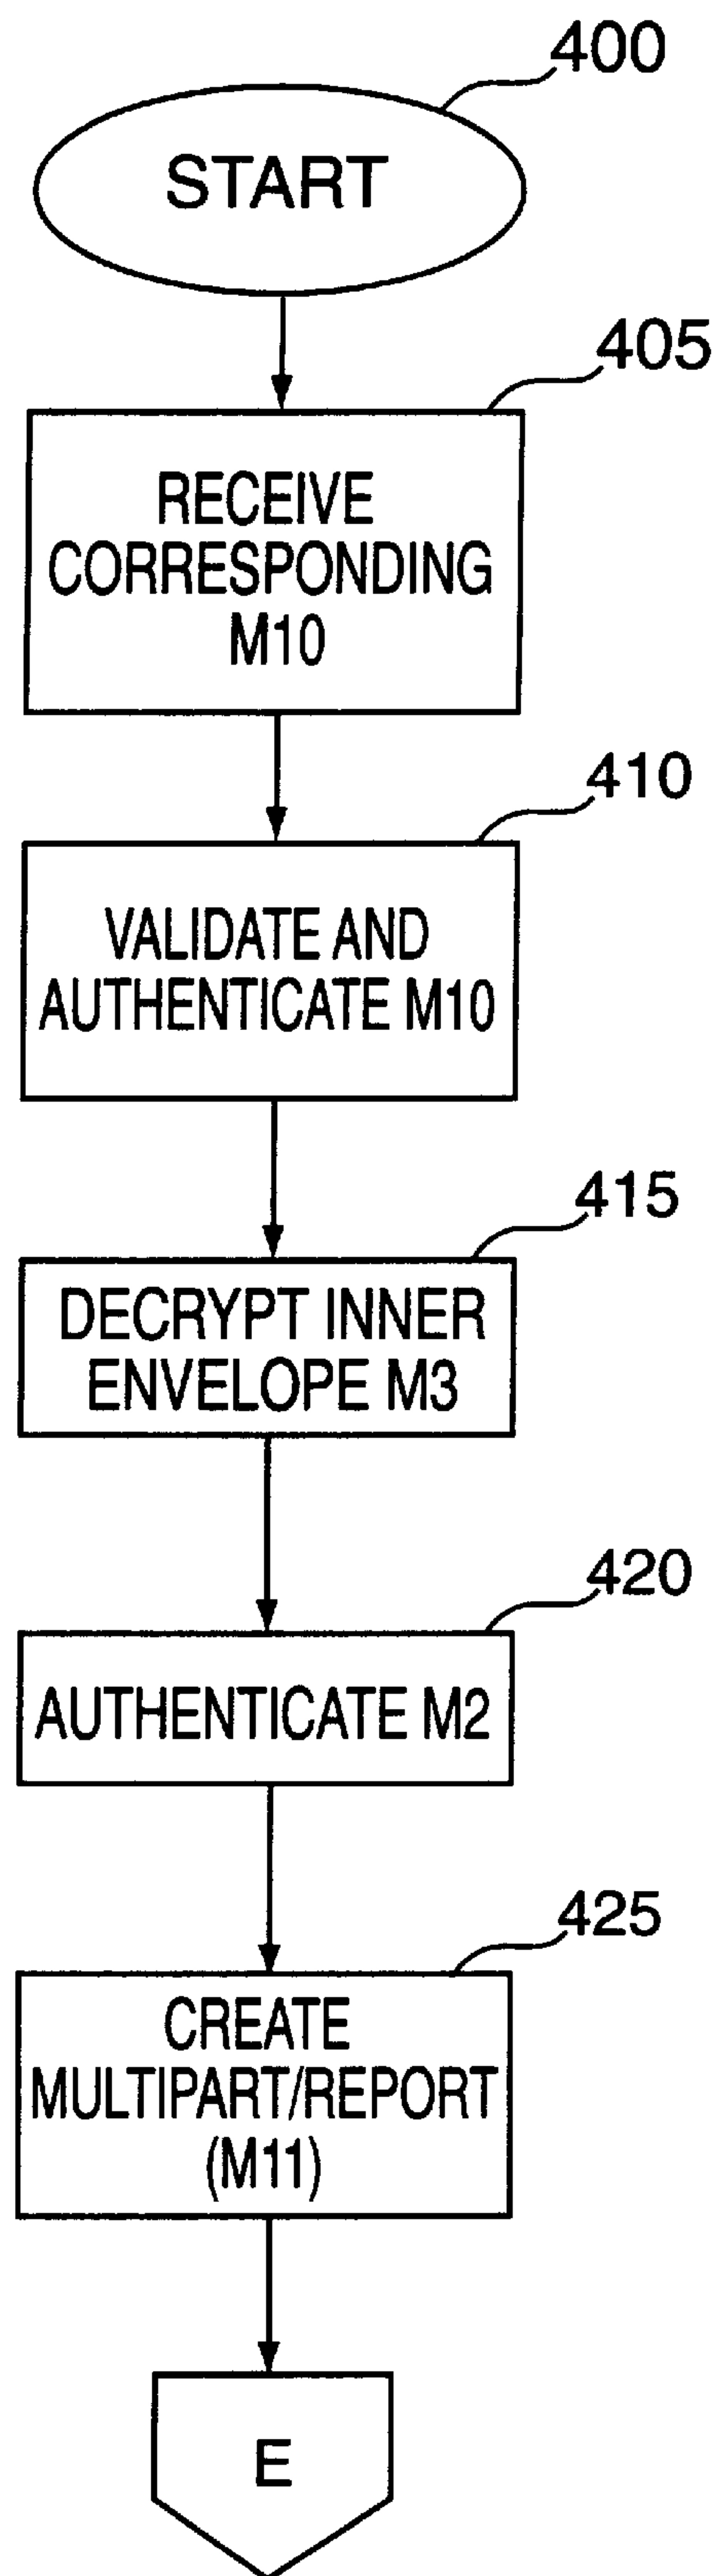 400
START
405
RECEIVE
CORRESPONDING
M10
410
VALIDATE AND
AUTHENTICATE M10
415
DECRYPT INNER
ENVELOPE M3
420
AUTHENTICATE M2
425
CREATE
MULTIPART/REPORT
(M11)
E